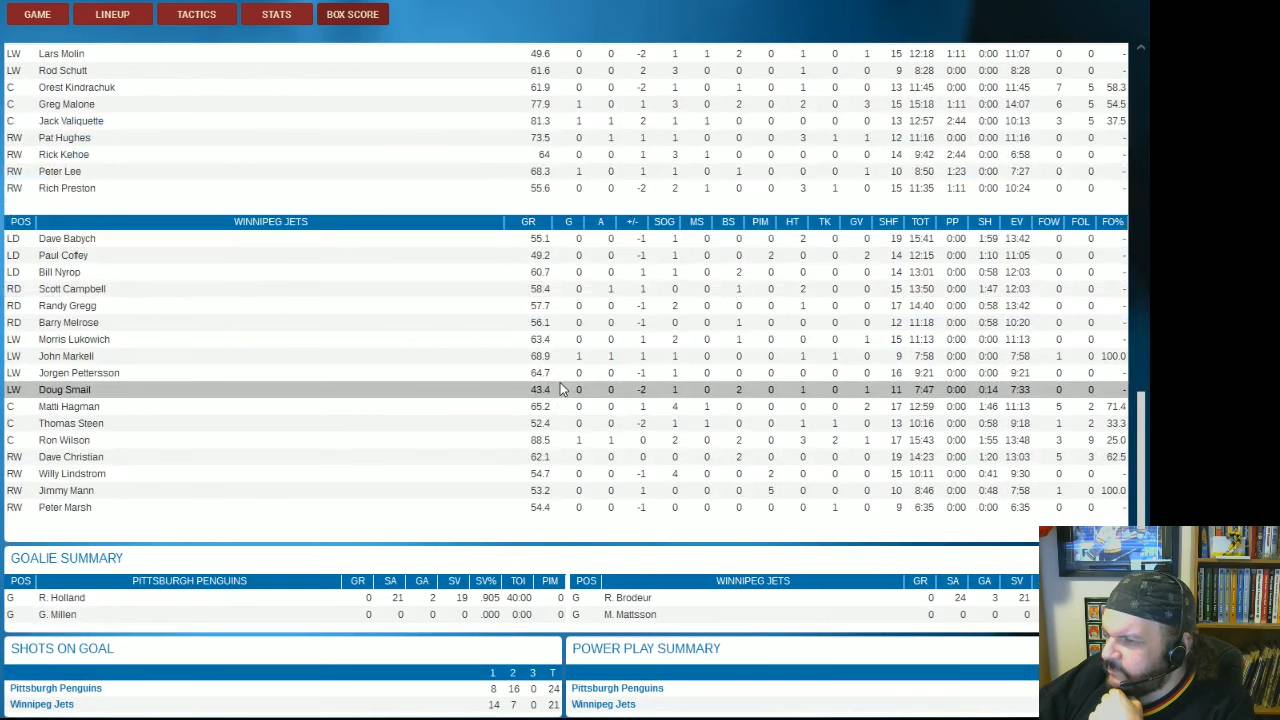 GAME LINEUP TACTICS STATS BOX SCORE
LW Lars Molin 49.6 0 0 -2 1 1 2 0 1 0 1 15 12:18 1:11 0:00 11:07 0 0 -
LW Rod Schutt 61.6 0 0 2 3 0 0 0 1 0 0 9 8:28 0:00 0:00 8:28 0 0 -
C Orest Kindrachuk 61.9 0 0 -2 1 0 1 0 1 0 0 13 11:45 0:00 0:00 11:45 7 5 58.3
C Greg Malone 77.9 1 0 1 3 0 2 0 2 0 3 15 15:18 1:11 0:00 14:07 6 5 54.5
C Jack Valiquette 81.3 1 1 2 1 1 0 0 0 0 0 13 12:57 2:44 0:00 10:13 3 5 37.5
RW Pat Hughes 73.5 0 1 1 1 0 0 0 3 1 1 12 11:16 0:00 0:00 11:16 0 0 -
RW Rick Kehoe 64 0 0 1 3 1 0 0 0 0 0 14 9:42 2:44 0:00 6:58 0 0 -
RW Peter Lee 68.3 1 0 1 1 0 1 0 0 0 1 10 8:50 1:23 0:00 7:27 0 0 -
RW Rich Preston 55.6 0 0 -2 2 1 0 0 3 1 0 15 11:35 1:11 0:00 10:24 0 0 -
POS WINNIPEG JETS GR G A +/- SOG MS BS PIM HT TK GV SHF TOT PP SH EV FOW FOL FO%
LD Dave Babych 55.1 0 0 -1 1 0 0 0 2 0 0 19 15:41 0:00 1:59 13:42 0 0 -
LD Paul Coffey 49.2 0 0 -1 1 0 0 2 0 0 2 14 12:15 0:00 1:10 11:05 0 0 -
LD Bill Nyrop 60.7 0 0 1 1 0 2 0 0 0 0 14 13:01 0:00 0:58 12:03 0 0 -
RD Scott Campbell 58.4 0 1 1 0 0 1 0 2 0 0 15 13:50 0:00 1:47 12:03 0 0 -
RD Randy Gregg 57.7 0 0 -1 2 0 0 0 1 0 0 17 14:40 0:00 0:58 13:42 0 0 -
RD Barry Melrose 56.1 0 0 -1 0 0 1 0 0 0 0 12 11:18 0:00 0:58 10:20 0 0 -
LW Morris Lukowich 63.4 0 0 1 2 0 1 0 0 0 1 15 11:13 0:00 0:00 11:13 0 0 -
LW John Markell 68.9 1 1 1 1 0 0 0 1 1 0 9 7:58 0:00 0:00 7:58 1 0 100.0
LW Jorgen Pettersson 64.7 0 0 -1 1 0 0 0 0 0 0 16 9:21 0:00 0:00 9:21 0 0 -
LW Doug Smail 43.4 0 0 -2 1 0 2 0 1 0 1 11 7:47 0:00 0:14 7:33 0 0 -
C Matti Hagman 65.2 0 0 1 4 1 0 0 0 0 2 17 12:59 0:00 1:46 11:13 5 2 71.4
C Thomas Steen 52.4 0 0 -2 1 1 0 0 1 1 0 13 10:16 0:00 0:58 9:18 1 2 33.3
C Ron Wilson 88.5 1 1 0 2 0 2 0 3 2 1 17 15:43 0:00 1:55 13:48 3 9 25.0
RW Dave Christian 62.1 0 0 0 0 0 2 0 0 0 0 19 14:23 0:00 1:20 13:03 5 3 62.5
RW Willy Lindstrom 54.7 0 0 -1 4 0 0 2 0 0 0 15 10:11 0:00 0:41 9:30 0 0 -
RW Jimmy Mann 53.2 0 0 1 0 0 0 5 0 0 0 10 8:46 0:00 0:48 7:58 1 0 100.0
RW Peter Marsh 54.4 0 0 -1 0 0 0 0 0 1 0 9 6:35 0:00 0:00 6:35 0 0 -
GOALIE SUMMARY
POS PITTSBURGH PENGUINS GR SA GA SV SV% TOI PIM POS WINNIPEG JETS GR SA GA SV
G R. Holland 0 21 2 19 .905 40:00 0 G R. Brodeur 0 24 3 21
G G. Millen 0 0 0 0 .000 0:00 0 G M. Mattsson 0 0 0 0
SHOTS ON GOAL POWER PLAY SUMMARY
1 2 3 T
Pittsburgh Penguins 8 16 0 24 Pittsburgh Penguins
Winnipeg Jets 14 7 0 21 Winnipeg Jets